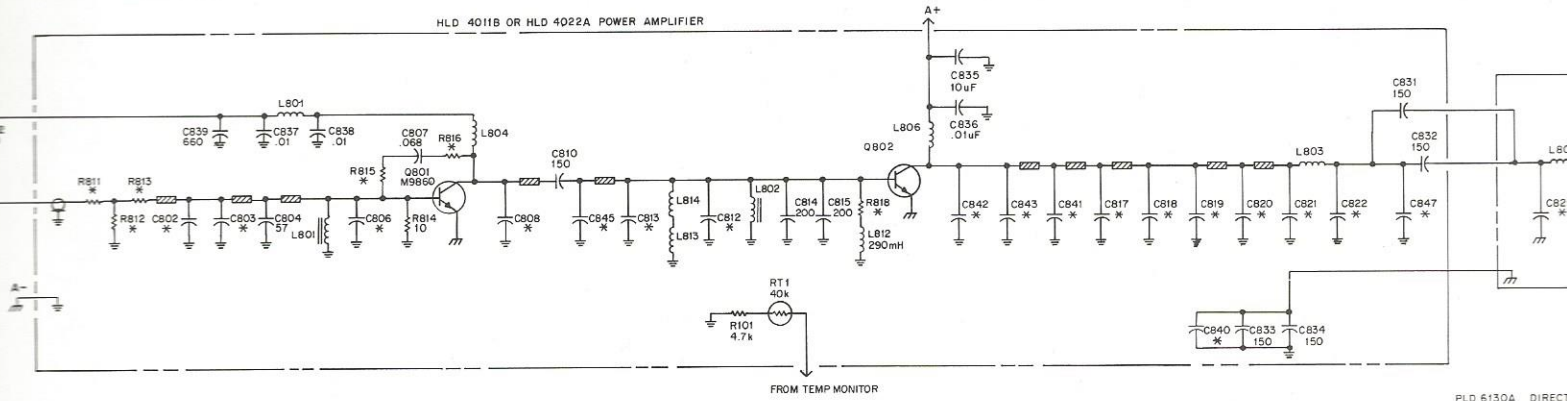 HLD 4011B OR HLD 4022A POWER AMPLIFIER
A+
C835
10uF
C836
.01uF
L806
Q802
C831
150
C832
150
L803
L801
C839
660
C837
.01
C838
.01
L804
C807
.068
R816
*
R815
*
Q801
M9860
C810
150
R811
*
R813
*
R812
*
C802
*
C803
*
C804
57
L801
C806
*
R814
10
C808
*
C845
*
C813
*
L814
L813
C812
*
L802
C814
200
C815
200
R818
*
L812
290mH
C842
*
C843
*
C841
*
C817
*
C818
*
C819
*
C820
*
C821
*
C822
*
C847
*
A-
RT1
40k
R101
4.7k
C840
*
C833
150
C834
150
FROM TEMP MONITOR
PLD 6130A DIRECT